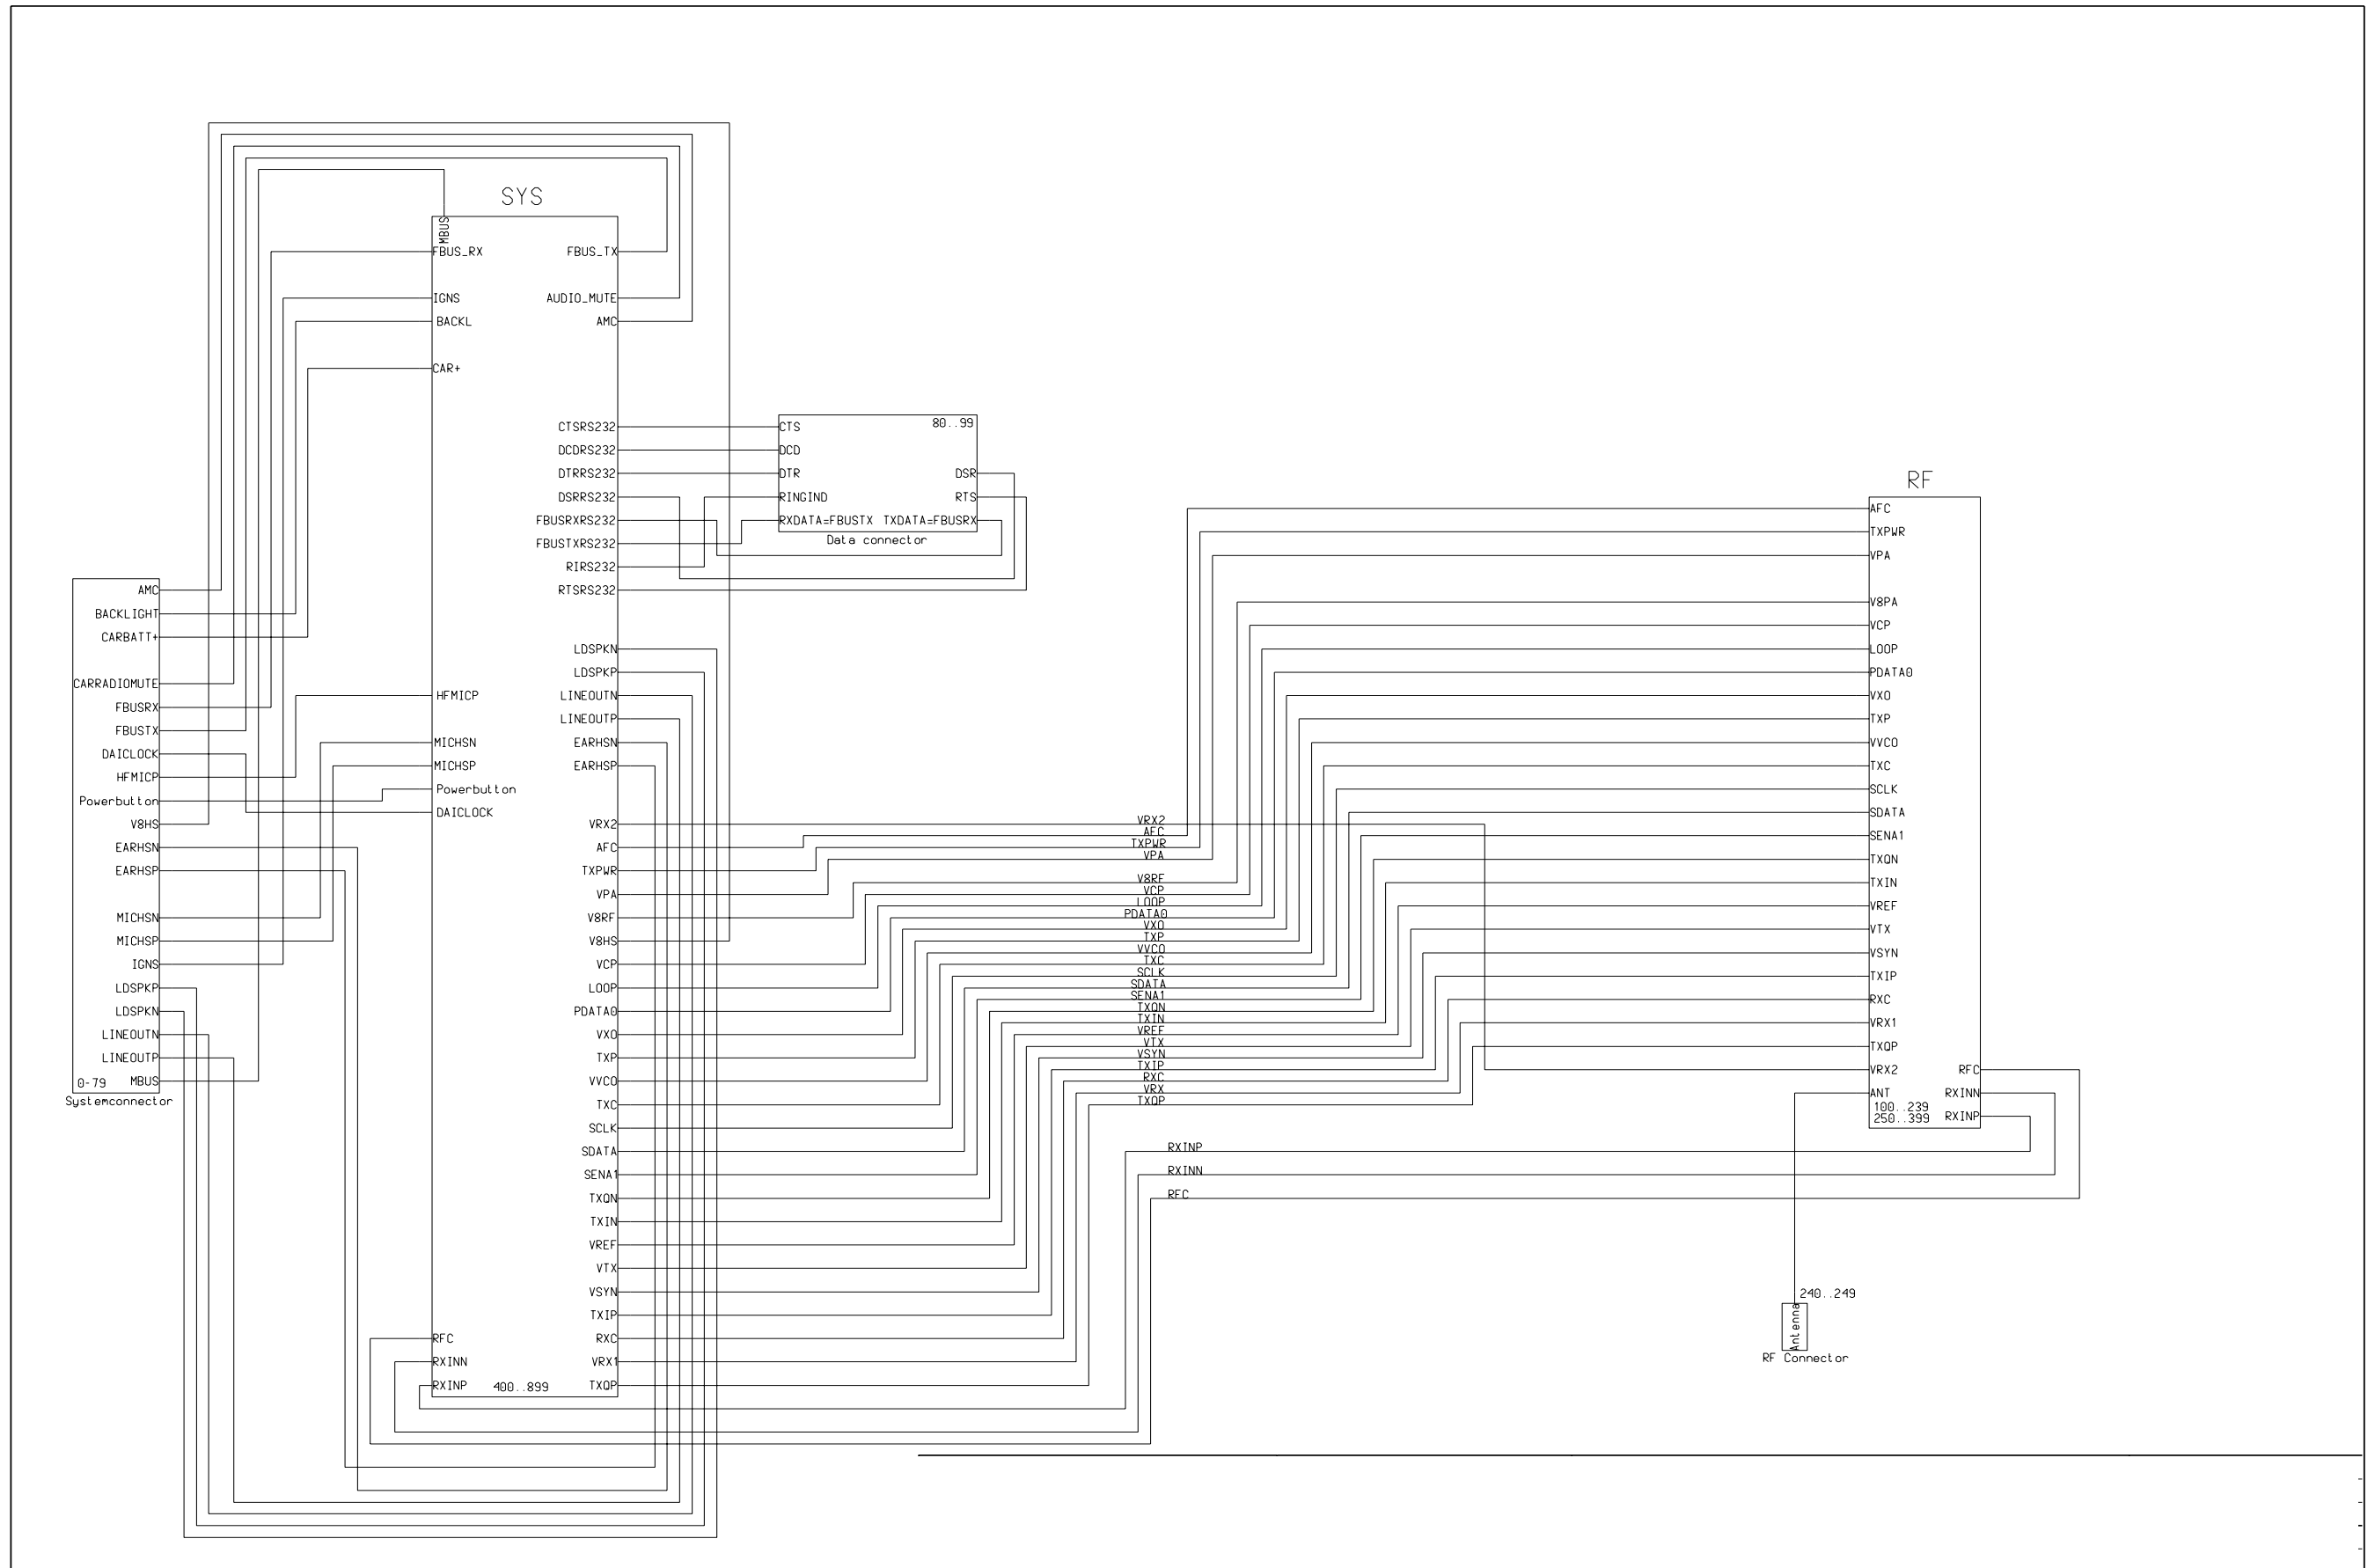 SYS
MBUS
FBUS_RX
FBUS_TX
IGNS
AUDIO_MUTE
BACKL
AMC
CAR+
CTSRS232
DCDRS232
DTRRS232
DSRRS232
FBUSRXRS232
FBUSTXRS232
RIRS232
RTSRS232
LDSPKN
LDSPKP
HFMICP
LINEOUTN
LINEOUTP
MICHSN
EARHSN
MICHSP
EARHSP
Powerbutton
DAICLOCK
VRX2
AFC
TXPWR
VPA
V8RF
V8HS
VCP
LOOP
PDATA0
VXO
TXP
VVCO
TXC
SCLK
SDATA
SENA1
TXQN
TXIN
VREF
VTX
VSYN
TXIP
RFC
RXC
RXINN
VRX1
RXINP
400..899
TXQP
CTS
80..99
DCD
DTR
DSR
RINGIND
RTS
RXDATA=FBUSTX TXDATA=FBUSRX
Data connector
AMC
BACKLIGHT
CARBATT+
CARRADIOMUTE
FBUSRX
FBUSTX
DAICLOCK
HFMICP
Powerbutton
V8HS
EARHSN
EARHSP
MICHSN
MICHSP
IGNS
LDSPKP
LDSPKN
LINEOUTN
LINEOUTP
0-79 MBUS
Systemconnector
VRX2
AFC
TXPWR
VPA
V8RF
VCP
LOOP
PDATA0
VXO
TXP
VVCO
TXC
SCLK
SDATA
SENA1
TXQN
TXIN
VREF
VTX
VSYN
TXIP
RXC
VRX
TXQP
RXINP
RXINN
RFC
RF
AFC
TXPWR
VPA
V8PA
VCP
LOOP
PDATA0
VXO
TXP
VVCO
TXC
SCLK
SDATA
SENA1
TXQN
TXIN
VREF
VTX
VSYN
TXIP
RXC
VRX1
TXQP
VRX2
RFC
ANT
RXINN
100..239
250..399
RXINP
240..249
Antenna
RF Connector